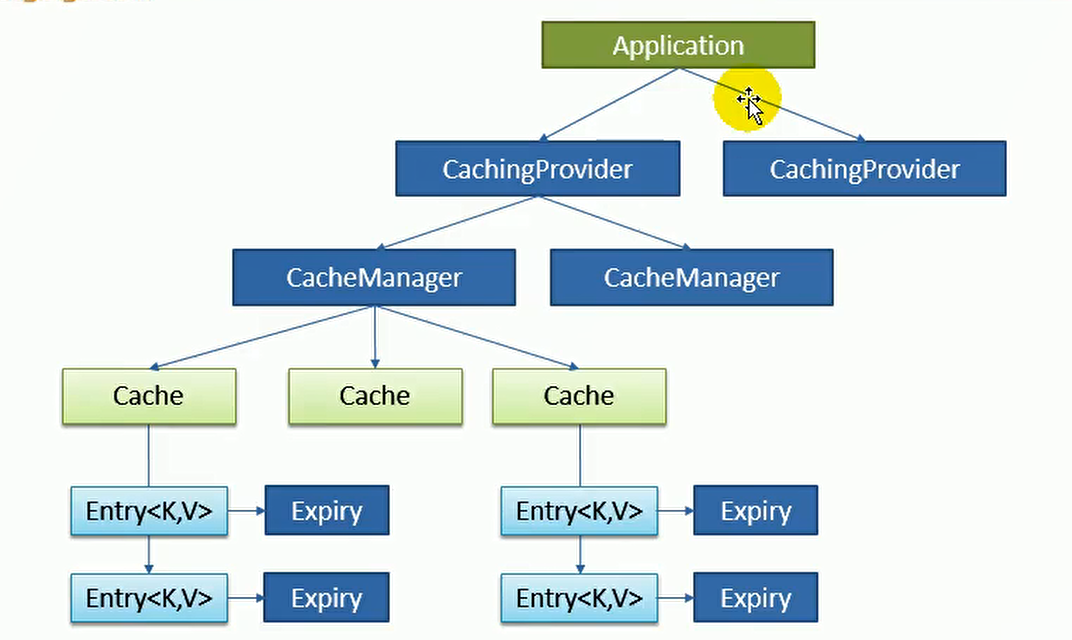 Application
CachingProvider
CachingProvider
CacheManager
CacheManager
Cache
Cache
Cache
Entry<K,V>
Expiry
Entry<K,V>
Expiry
Entry<K,V>
Expiry
Entry<K,V>
Expiry